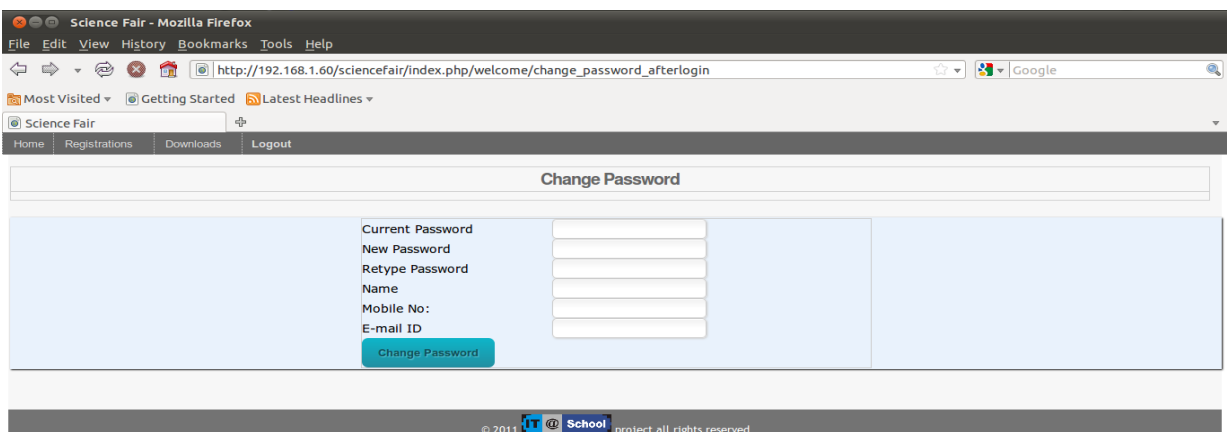 Science Fair - Mozilla Firefox
File Edit View History Bookmarks Tools Help
http://192.168.1.60/sciencefair/index.php/welcome/change_password_afterlogin Google
Most Visited Getting Started Latest Headlines
Science Fair
Home Registrations Downloads Logout
Change Password
Current Password
New Password
Retype Password
Name
Mobile No:
E-mail ID
Change Password
© 2011 IT @ School project all rights reserved